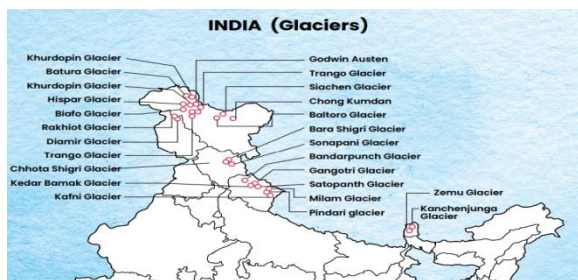 INDIA (Glaciers)
Khurdopin Glacier
Batura Glacier
Khurdopin Glacier
Hispar Glacier
Biafo Glacier
Rakhiot Glacier
Diamir Glacier
Trango Glacier
Chhota Shigri Glacier
Kedar Bamak Glacier
Kafni Glacier
Godwin Austen
Trango Glacier
Siachen Glacier
Chong Kumdan
Baltoro Glacier
Bara Shigri Glacier
Sonapani Glacier
Bandarpunch Glacier
Gangotri Glacier
Satopanth Glacier
Milam Glacier
Pindari glacier
Zemu Glacier
Kanchenjunga
Glacier